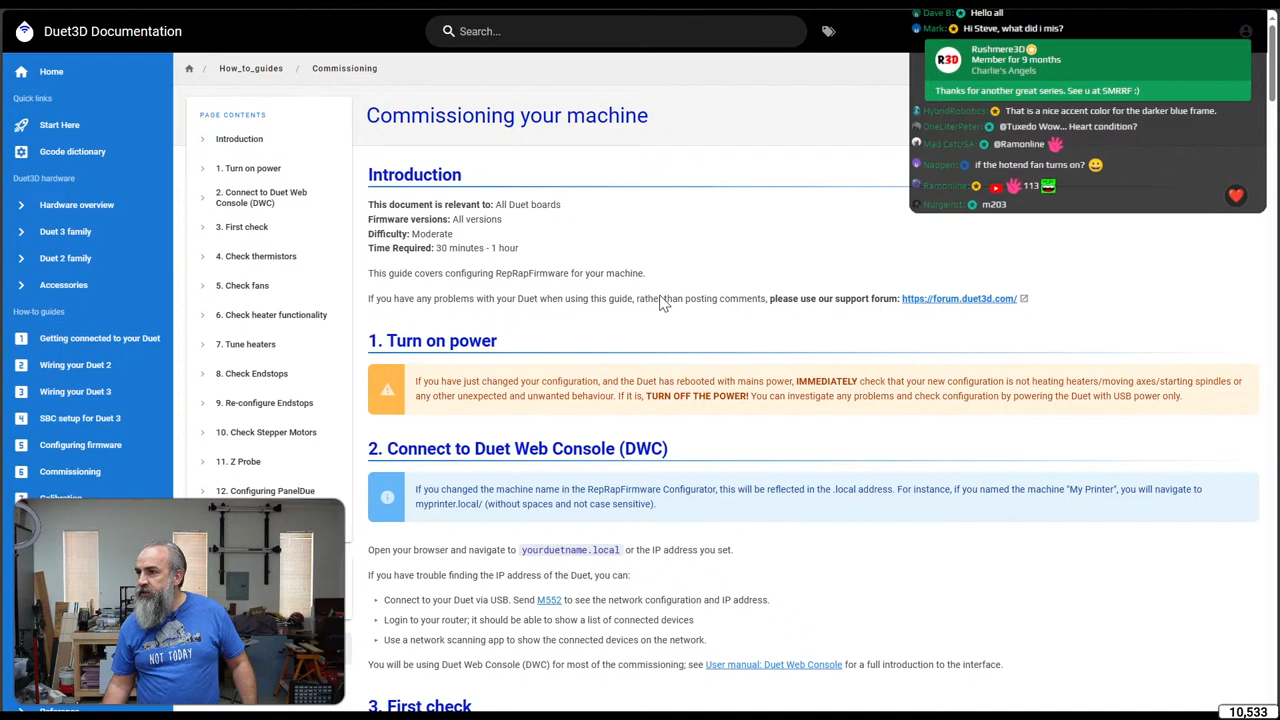 Duet3D Documentation
Search...
Home
Quick links
Start Here
Gcode dictionary
Duet3D hardware
Hardware overview
Duet 3 family
Duet 2 family
Accessories
How-to guides
1 Getting connected to your Duet
2 Wiring your Duet 2
3 Wiring your Duet 3
4 SBC setup for Duet 3
5 Configuring firmware
6 Commissioning
How_to_guides / Commissioning
PAGE CONTENTS
Introduction
1. Turn on power
2. Connect to Duet Web
Console (DWC)
3. First check
4. Check thermistors
5. Check fans
6. Check heater functionality
7. Tune heaters
8. Check Endstops
9. Re-configure Endstops
10. Check Stepper Motors
11. Z Probe
12. Configuring PanelDue
Commissioning your machine
Introduction
This document is relevant to: All Duet boards
Firmware versions: All versions
Difficulty: Moderate
Time Required: 30 minutes - 1 hour
This guide covers configuring RepRapFirmware for your machine.
If you have any problems with your Duet when using this guide, rather than posting comments, please use our support forum: https://forum.duet3d.com/
1. Turn on power
If you have just changed your configuration, and the Duet has rebooted with mains power, IMMEDIATELY check that your new configuration is not heating heaters/moving axes/starting spindles or
any other unexpected and unwanted behaviour. If it is, TURN OFF THE POWER! You can investigate any problems and check configuration by powering the Duet with USB power only.
2. Connect to Duet Web Console (DWC)
If you changed the machine name in the RepRapFirmware Configurator, this will be reflected in the .local address. For instance, if you named the machine "My Printer", you will navigate to
myprinter.local/ (without spaces and not case sensitive).
Open your browser and navigate to yourduetname.local or the IP address you set.
If you have trouble finding the IP address of the Duet, you can:
Connect to your Duet via USB. Send M552 to see the network configuration and IP address.
Login to your router; it should be able to show a list of connected devices
Use a network scanning app to show the connected devices on the network.
You will be using Duet Web Console (DWC) for most of the commissioning; see User manual: Duet Web Console for a full introduction to the interface.
3. First check
Dave B: Hello all
Mark: Hi Steve, what did i mis?
R3D
Rushmere3D
Member for 9 months
Charlie's Angels
Thanks for another great series. See u at SMRRF :)
HybridRobotics: That is a nice accent color for the darker blue frame.
OneLiterPeter: @Tuxedo Wow... Heart condition?
Mad CatUSA: @Ramonline
if the hotend fan turns on?
Ramonline: 113
m203
NOT TODAY
10,533